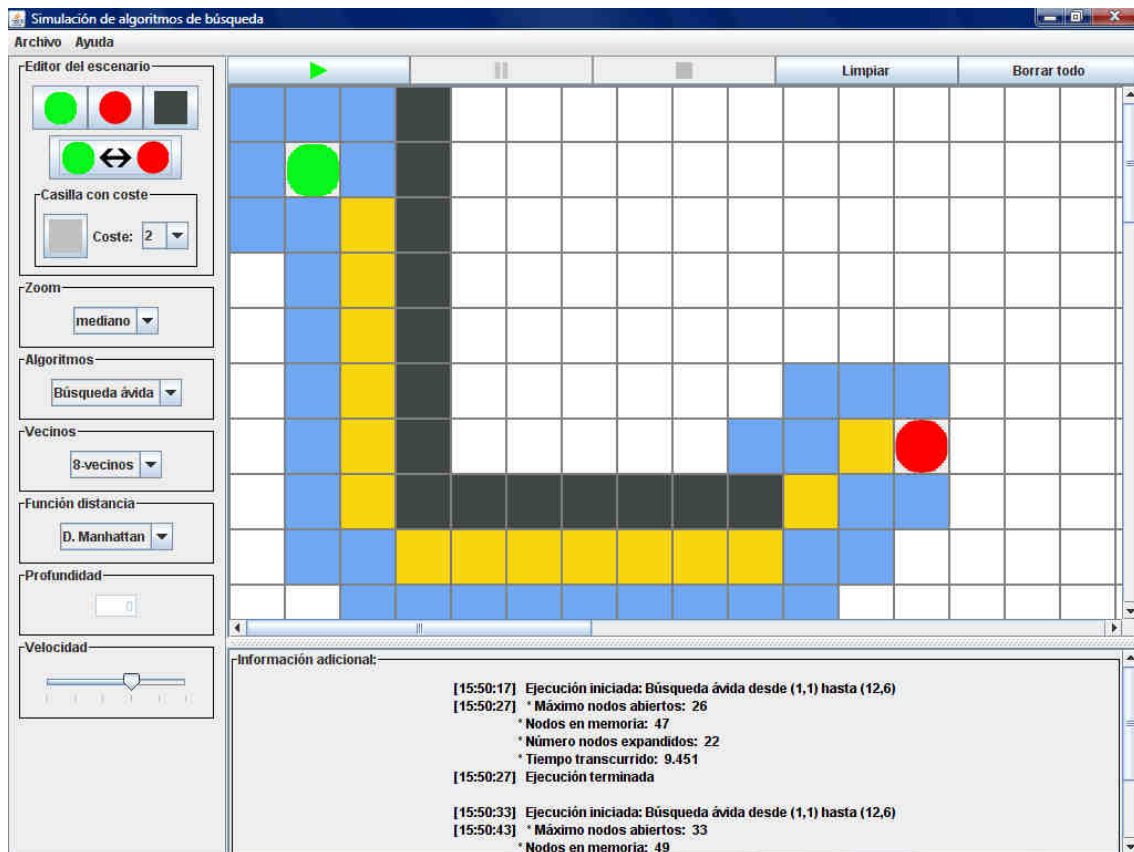 Simulación de algoritmos de búsqueda
Archivo Ayuda
Editor del escenario
Limpiar
Borrar todo
Casilla con coste
Coste: 2
Zoom
mediano
Algoritmos
Búsqueda ávida
Vecinos
8-vecinos
Función distancia
D. Manhattan
Profundidad
0
Velocidad
Información adicional:
[15:50:17] Ejecución iniciada: Búsqueda ávida desde (1,1) hasta (12,6)
[15:50:27] * Máximo nodos abiertos: 26
* Nodos en memoria: 47
* Número nodos expandidos: 22
* Tiempo transcurrido: 9.451
[15:50:27] Ejecución terminada
[15:50:33] Ejecución iniciada: Búsqueda ávida desde (1,1) hasta (12,6)
[15:50:43] * Máximo nodos abiertos: 33
* Nodos en memoria: 49